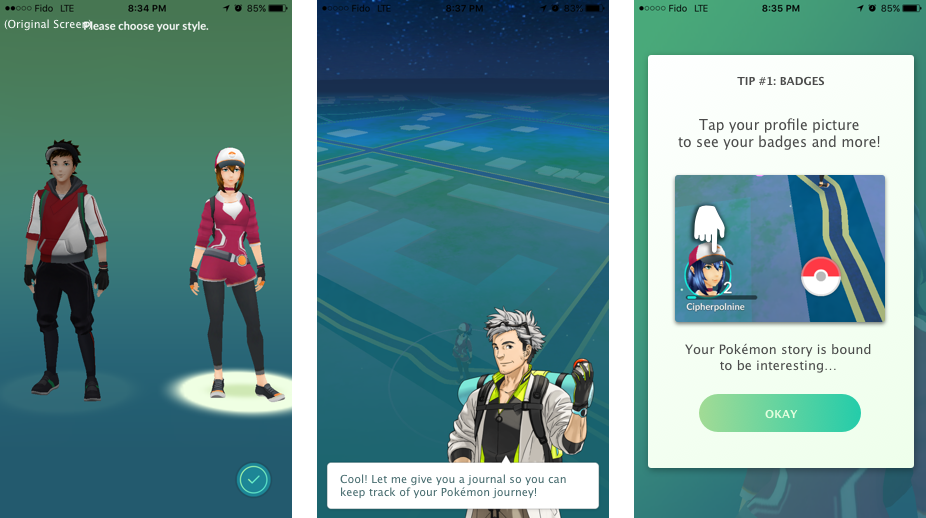 ●●○○○ Fido LTE 8:34 PM 85%
(Original Screen)
Please choose your style.
●○○○○ Fido LTE 8:37 PM 83%
Cool! Let me give you a journal so you can
keep track of your Pokémon journey!
●○○○○ Fido LTE 8:35 PM 85%
TIP #1: BADGES
Tap your profile picture
to see your badges and more!
2
Cipherpolnine
Your Pokémon story is bound
to be interesting...
OKAY